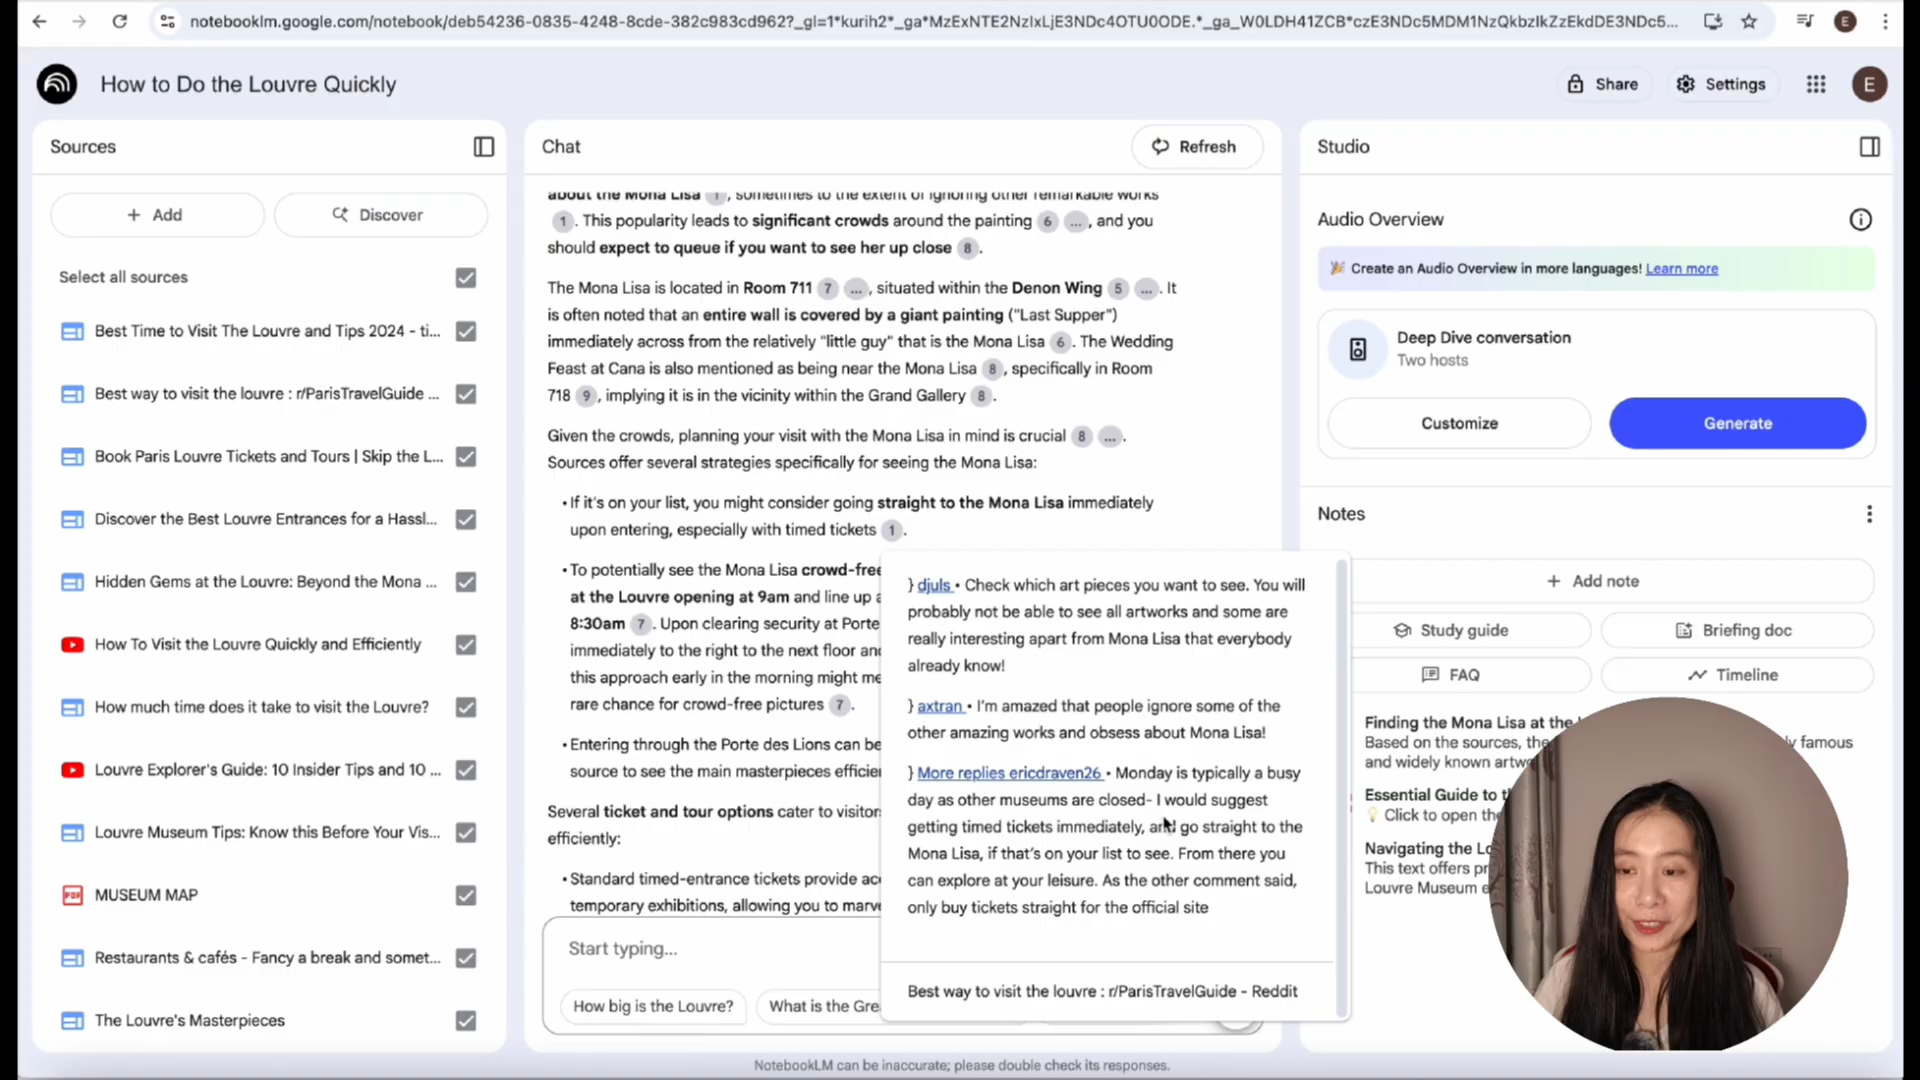 notebooklm.google.com/notebook/deb54236-0835-4248-8cde-382c983cd962?_gl=1*kurih2*_ga*MzExNTE2NzIxLjE3NDc4OTU0ODE.*_ga_W0LDH41ZCB*czE3NDc5MDM1NzQkbzIkZzEkdDE3NDc5...
E
How to Do the Louvre Quickly
Share
Settings
E
Sources
+ Add
Discover
Select all sources
Best Time to Visit The Louvre and Tips 2024 - ti...
Best way to visit the louvre : r/ParisTravelGuide ...
Book Paris Louvre Tickets and Tours | Skip the L...
Discover the Best Louvre Entrances for a Hassl...
Hidden Gems at the Louvre: Beyond the Mona ...
How To Visit the Louvre Quickly and Efficiently
How much time does it take to visit the Louvre?
Louvre Explorer's Guide: 10 Insider Tips and 10 ...
Louvre Museum Tips: Know this Before Your Vis...
PDF
MUSEUM MAP
Restaurants & cafés - Fancy a break and somet...
The Louvre's Masterpieces
Chat
Refresh
about the Mona Lisa 1, sometimes to the extent of ignoring other remarkable works
1. This popularity leads to significant crowds around the painting 6 ..., and you
should expect to queue if you want to see her up close 8.
The Mona Lisa is located in Room 711 7 ..., situated within the Denon Wing 5 .... It
is often noted that an entire wall is covered by a giant painting ("Last Supper")
immediately across from the relatively "little guy" that is the Mona Lisa 6. The Wedding
Feast at Cana is also mentioned as being near the Mona Lisa 8, specifically in Room
718 9, implying it is in the vicinity within the Grand Gallery 8.
Given the crowds, planning your visit with the Mona Lisa in mind is crucial 8 ....
Sources offer several strategies specifically for seeing the Mona Lisa:
• If it's on your list, you might consider going straight to the Mona Lisa immediately
upon entering, especially with timed tickets 1.
• To potentially see the Mona Lisa crowd-free
at the Louvre opening at 9am and line up
8:30am 7. Upon clearing security at Porte
immediately to the right to the next floor
this approach early in the morning might
rare chance for crowd-free pictures 7.
• Entering through the Porte des Lions can be
source to see the main masterpieces
Several ticket and tour options cater to
efficiently:
• Standard timed-entrance tickets provide
temporary exhibitions, allowing you to
Start typing...
How big is the Louvre?
What is the Gre
} djuls • Check which art pieces you want to see. You will
probably not be able to see all artworks and some are
really interesting apart from Mona Lisa that everybody
already know!
} axtran • I'm amazed that people ignore some of the
other amazing works and obsess about Mona Lisa!
} More replies ericdraven26 • Monday is typically a busy
day as other museums are closed- I would suggest
getting timed tickets immediately, and go straight to the
Mona Lisa, if that's on your list to see. From there you
can explore at your leisure. As the other comment said,
only buy tickets straight for the official site
Best way to visit the louvre : r/ParisTravelGuide - Reddit
Studio
Audio Overview
Create an Audio Overview in more languages! Learn more
Deep Dive conversation
Two hosts
Customize
Generate
Notes
+ Add note
Study guide
Briefing doc
FAQ
Timeline
Finding the Mona Lisa at the
Based on the sources, the
y famous
and widely known
Essential Guide to
Click to open
Navigating the
This text offers
Louvre Museum
NotebookLM can be inaccurate; please double check its responses.